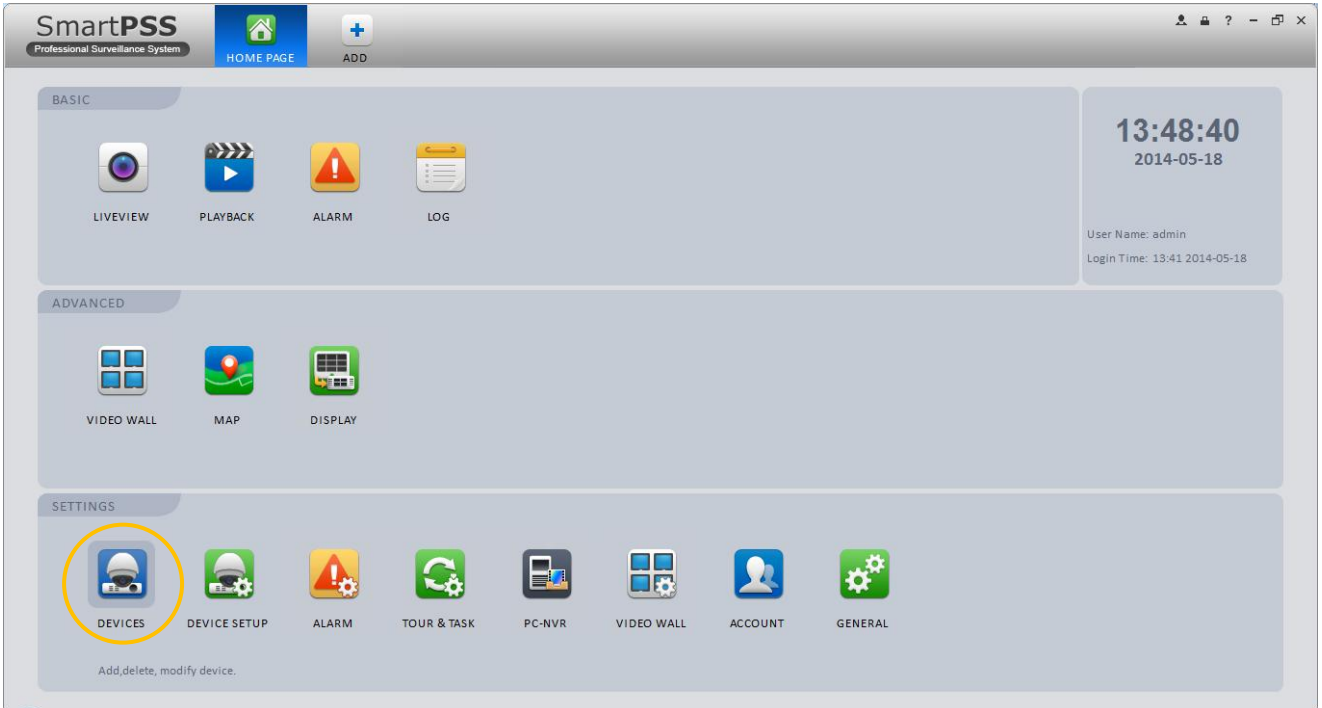 SmartPSS
Professional Surveillance System
HOME PAGE
ADD
?
BASIC
LIVEVIEW
PLAYBACK
ALARM
LOG
13:48:40
2014-05-18
User Name: admin
Login Time: 13:41 2014-05-18
ADVANCED
VIDEO WALL
MAP
DISPLAY
SETTINGS
DEVICES
DEVICE SETUP
ALARM
TOUR & TASK
PC-NVR
VIDEO WALL
ACCOUNT
GENERAL
Add,delete, modify device.